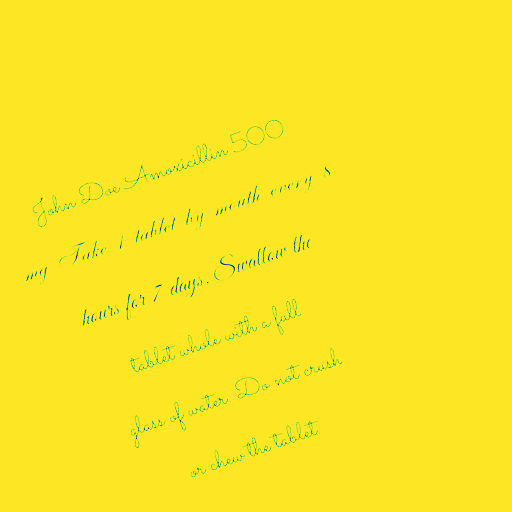 John Doe Amoxicillin 500
mg Take 1 tablet by mouth every 8
hours for 7 days. Swallow the
tablet whole with a full
glass of water. Do not crush
or chew the tablet